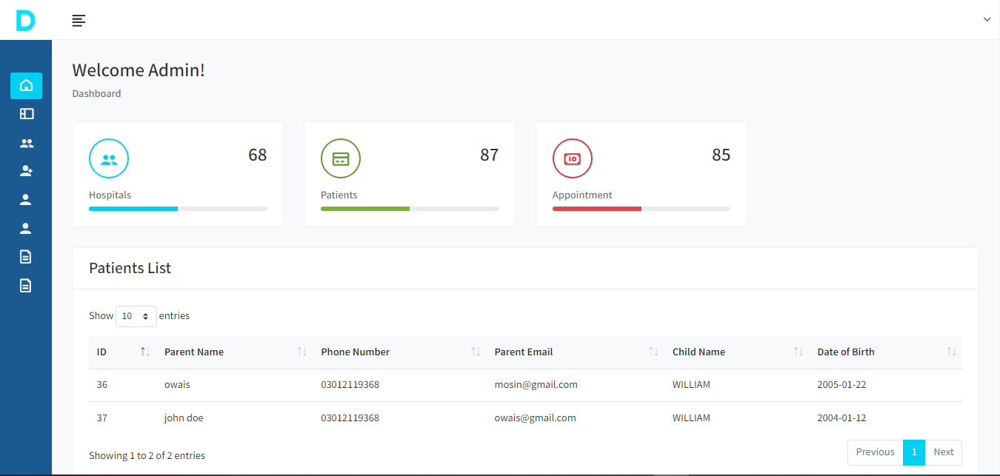 D
Welcome Admin!
Dashboard
68 87 85
Hospitals Patients Appointment
Patients List
Show 10 entries
ID Parent Name Phone Number Parent Email Child Name Date of Birth
36 owais 03012119368 mosin@gmail.com WILLIAM 2005-01-22
37 john doe 03012119368 owais@gmail.com WILLIAM 2004-01-12
Showing 1 to 2 of 2 entries
Previous 1 Next